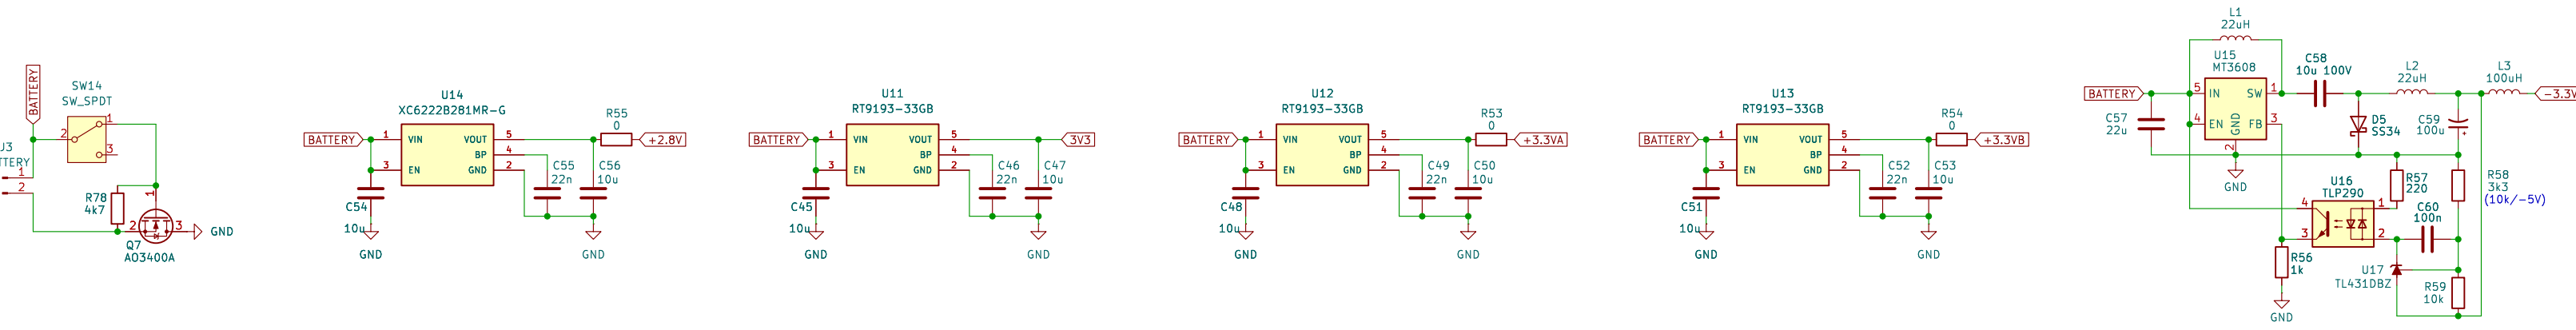 BATTERY
SW14
SW_SPDT
1
2
3
J3
TTERY
1
2
R78
4k7
1
2
3
GND
Q7
AO3400A
U14
XC6222B281MR-G
BATTERY
1
VIN
VOUT
5
R55
0
+2.8V
BP
4
3
EN
GND
2
C55
22n
C56
10u
C54
10u
GND
GND
U11
RT9193-33GB
BATTERY
1
VIN
VOUT
5
3V3
BP
4
3
EN
GND
2
C46
22n
C47
10u
C45
10u
GND
GND
U12
RT9193-33GB
BATTERY
1
VIN
VOUT
5
R53
0
+3.3VA
BP
4
3
EN
GND
2
C49
22n
C50
10u
C48
10u
GND
GND
U13
RT9193-33GB
BATTERY
1
VIN
VOUT
5
R54
0
+3.3VB
BP
4
3
EN
GND
2
C52
22n
C53
10u
C51
10u
GND
GND
L1
22uH
U15
MT3608
BATTERY
5
IN
SW
1
4
EN
FB
3
GND
2
GND
C57
22u
C58
10u 100V
D5
SS34
L2
22uH
L3
100uH
-3.3V
C59
100u
+
U16
TLP290
4
3
1
2
R57
220
R58
3k3
(10k/-5V)
C60
100n
R56
1k
GND
U17
TL431DBZ
R59
10k